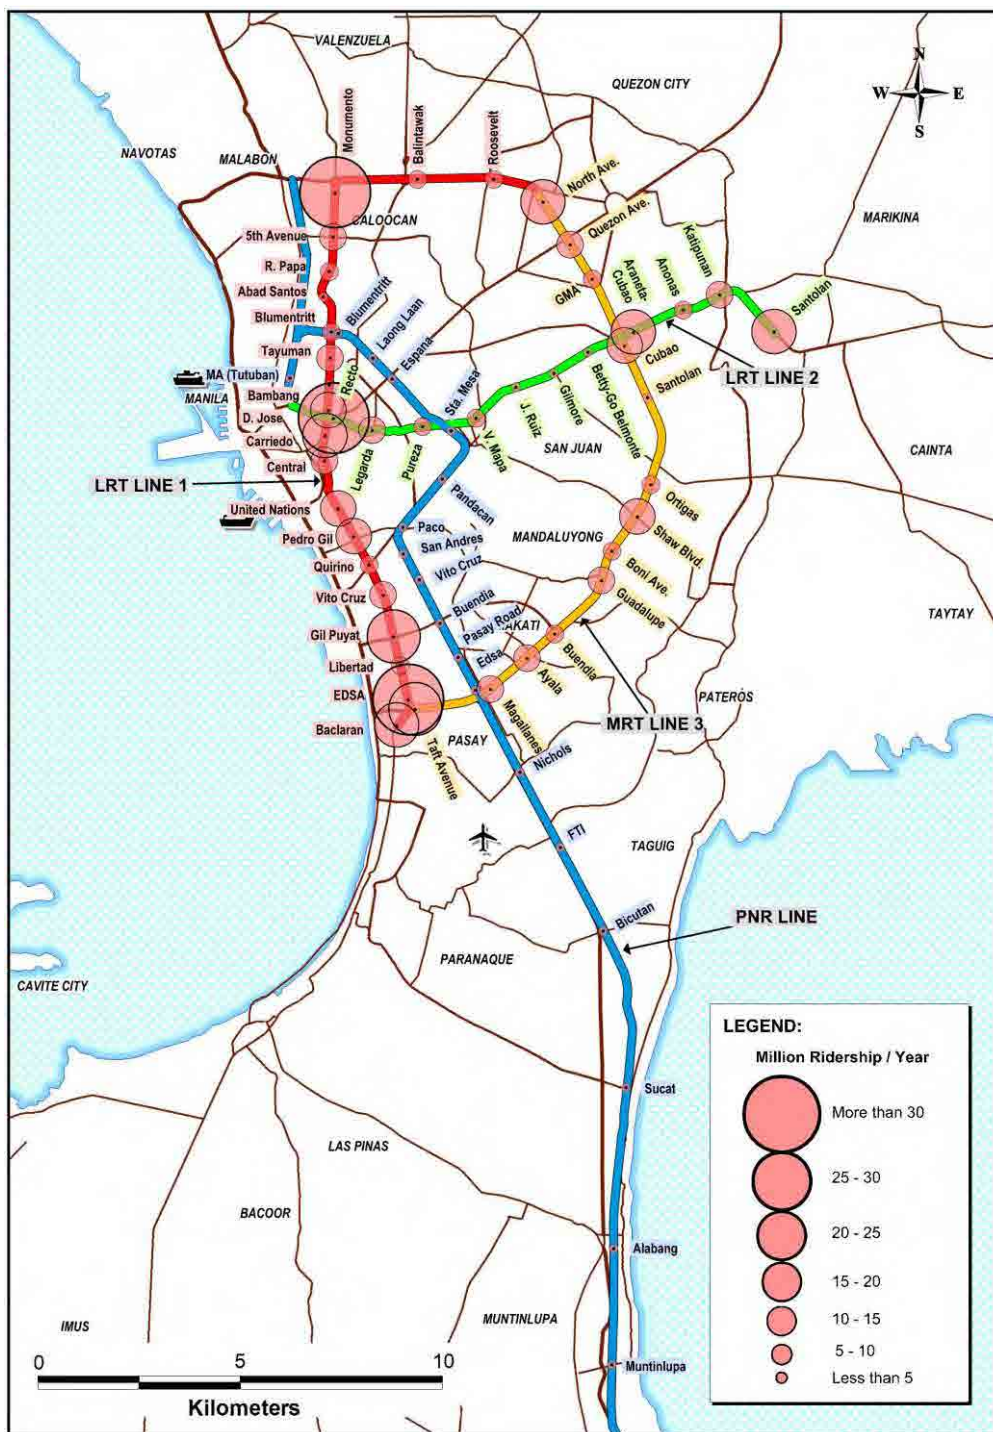 VALENZUELA
N
QUEZON CITY
W
E
S
Monumento
Balintawak
Roosevelt
NAVOTAS
MALABON
North Ave.
CALOOCAN
Quezon Ave.
MARIKINA
5th Avenue
Katipunan
R. Papa
GMA
Araneta-
Cubao
Anonas
Santolan
Abad Santos
Blumentritt
Blumentritt
Laong Laan
Tayuman
Espana
Cubao
LRT LINE 2
MA (Tutuban)
Recto
MANILA
Bambang
Sta. Mesa
J. Ruiz
Gilmore
Betty-Go Belmonte
Santolan
D. Jose
Carriedo
Legarda
Pureza
V. Mapa
SAN JUAN
CAINTA
Central
LRT LINE 1
Pandacan
Ortigas
United Nations
Paco
Shaw Blvd.
Pedro Gil
San Andres
MANDALUYONG
Quirino
Vito Cruz
Boni Ave.
Vito Cruz
Buendia
Guadalupe
TAYTAY
Gil Puyat
Pasay Road
AKATI
Libertad
Edsa
Buendia
EDSA
Ayala
PATEROS
Baclaran
Magallanes
MRT LINE 3
PASAY
Taft Avenue
Nichols
FTI
TAGUIG
Bicutan
PNR LINE
PARANAQUE
CAVITE CITY
LEGEND:
Million Ridership / Year
Sucat
More than 30
LAS PINAS
25 - 30
BACOOR
20 - 25
Alabang
15 - 20
MUNTINLUPA
10 - 15
IMUS
5 - 10
Muntinlupa
Less than 5
0 5 10
Kilometers